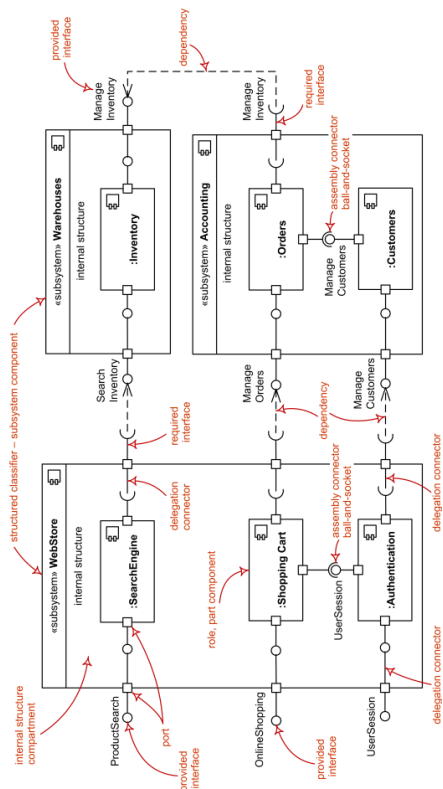 internal structure
compartment
structured classifier – subsystem component
«subsystem» WebStore
internal structure
«subsystem» Warehouses
internal structure
provided
interface
ProductSearch
Search
Inventory
Manage
Inventory
:SearchEngine
:Inventory
port
provided
interface
delegation
connector
required
interface
dependency
role, part component
«subsystem» Accounting
internal structure
OnlineShopping
Manage
Orders
Manage
Inventory
:Shopping Cart
:Orders
provided
interface
required
interface
UserSession
assembly connector
ball-and-socket
dependency
Manage
Customers
assembly connector
ball-and-socket
UserSession
Manage
Customers
:Authentication
:Customers
delegation connector
delegation connector